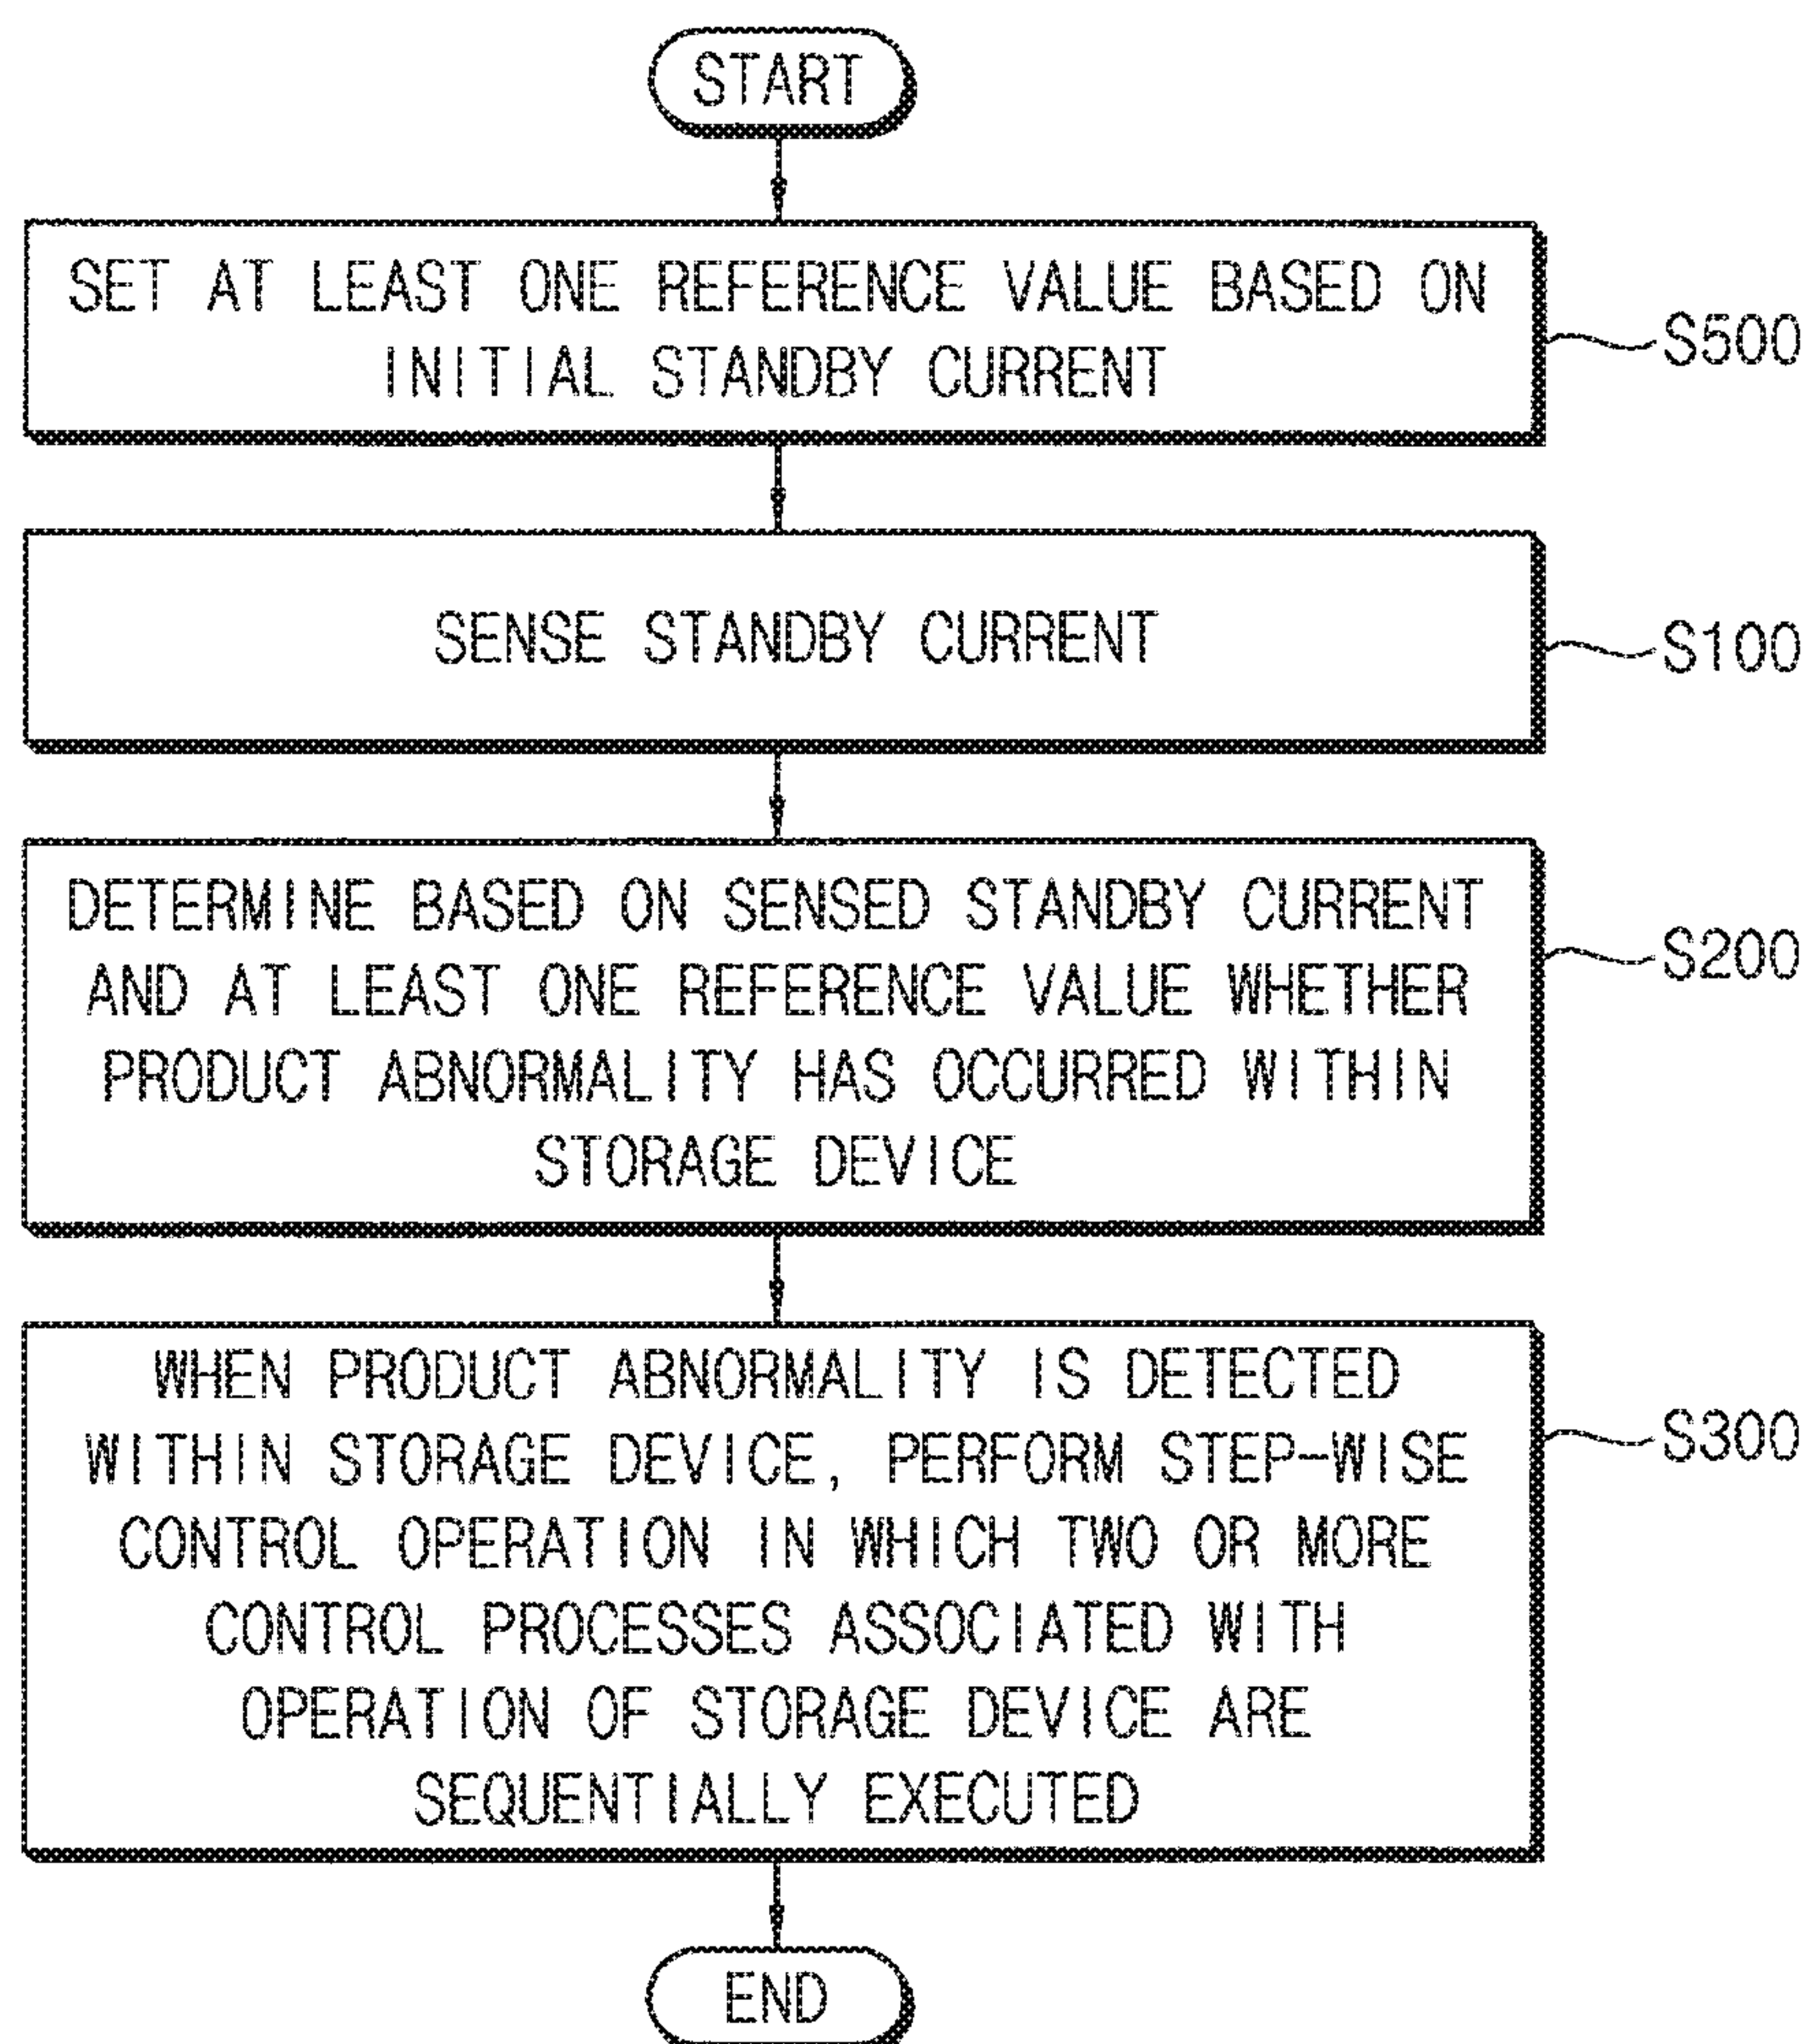 START
SET AT LEAST ONE REFERENCE VALUE BASED ON
INITIAL STANDBY CURRENT
S500
SENSE STANDBY CURRENT
S100
DETERMINE BASED ON SENSED STANDBY CURRENT
AND AT LEAST ONE REFERENCE VALUE WHETHER
PRODUCT ABNORMALITY HAS OCCURRED WITHIN
STORAGE DEVICE
S200
WHEN PRODUCT ABNORMALITY IS DETECTED
WITHIN STORAGE DEVICE, PERFORM STEP-WISE
CONTROL OPERATION IN WHICH TWO OR MORE
CONTROL PROCESSES ASSOCIATED WITH
OPERATION OF STORAGE DEVICE ARE
SEQUENTIALLY EXECUTED
S300
END